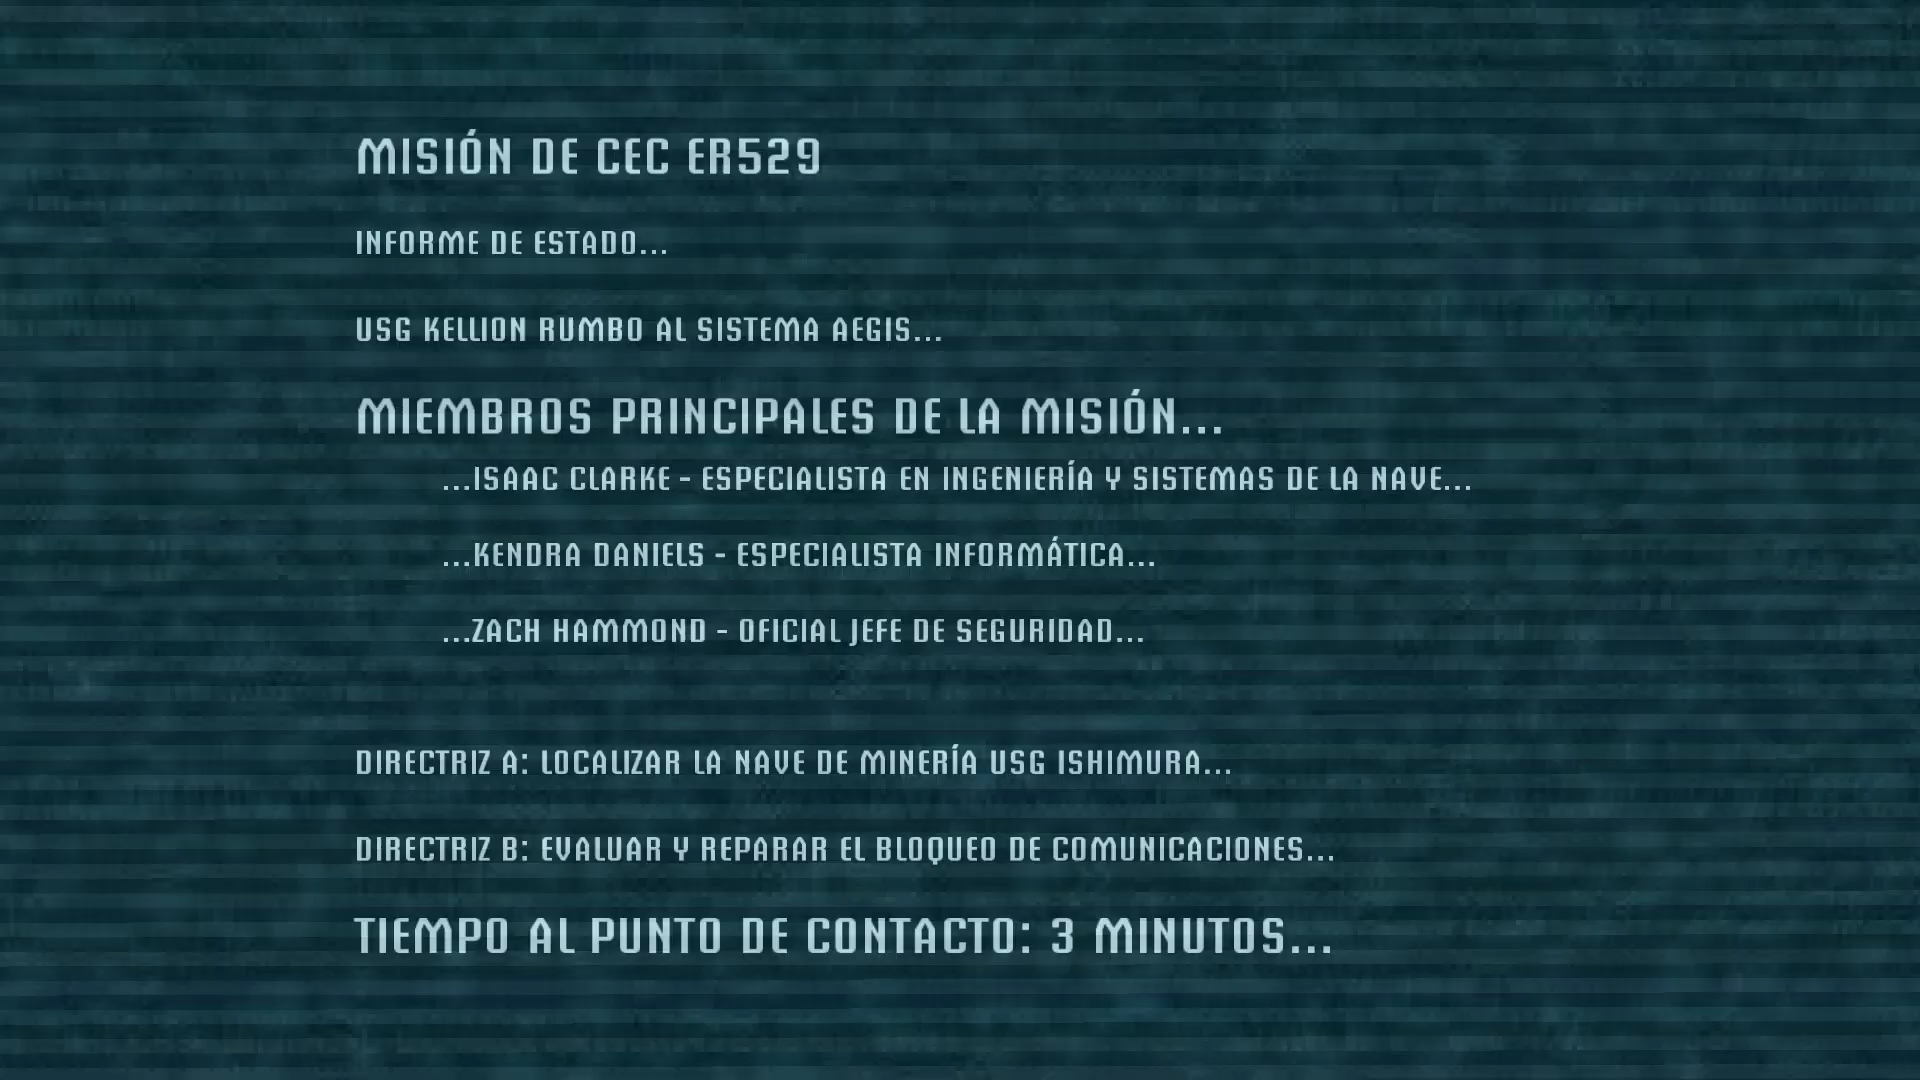 MISIÓN DE CEC ER529
INFORME DE ESTADO...
USG KELLION RUMBO AL SISTEMA AEGIS...
MIEMBROS PRINCIPALES DE LA MISIÓN...
...ISAAC CLARKE - ESPECIALISTA EN INGENIERÍA Y SISTEMAS DE LA NAVE...
...KENDRA DANIELS - ESPECIALISTA INFORMÁTICA...
...ZACH HAMMOND - OFICIAL JEFE DE SEGURIDAD...
DIRECTRIZ A: LOCALIZAR LA NAVE DE MINERÍA USG ISHIMURA...
DIRECTRIZ B: EVALUAR Y REPARAR EL BLOQUEO DE COMUNICACIONES...
TIEMPO AL PUNTO DE CONTACTO: 3 MINUTOS...